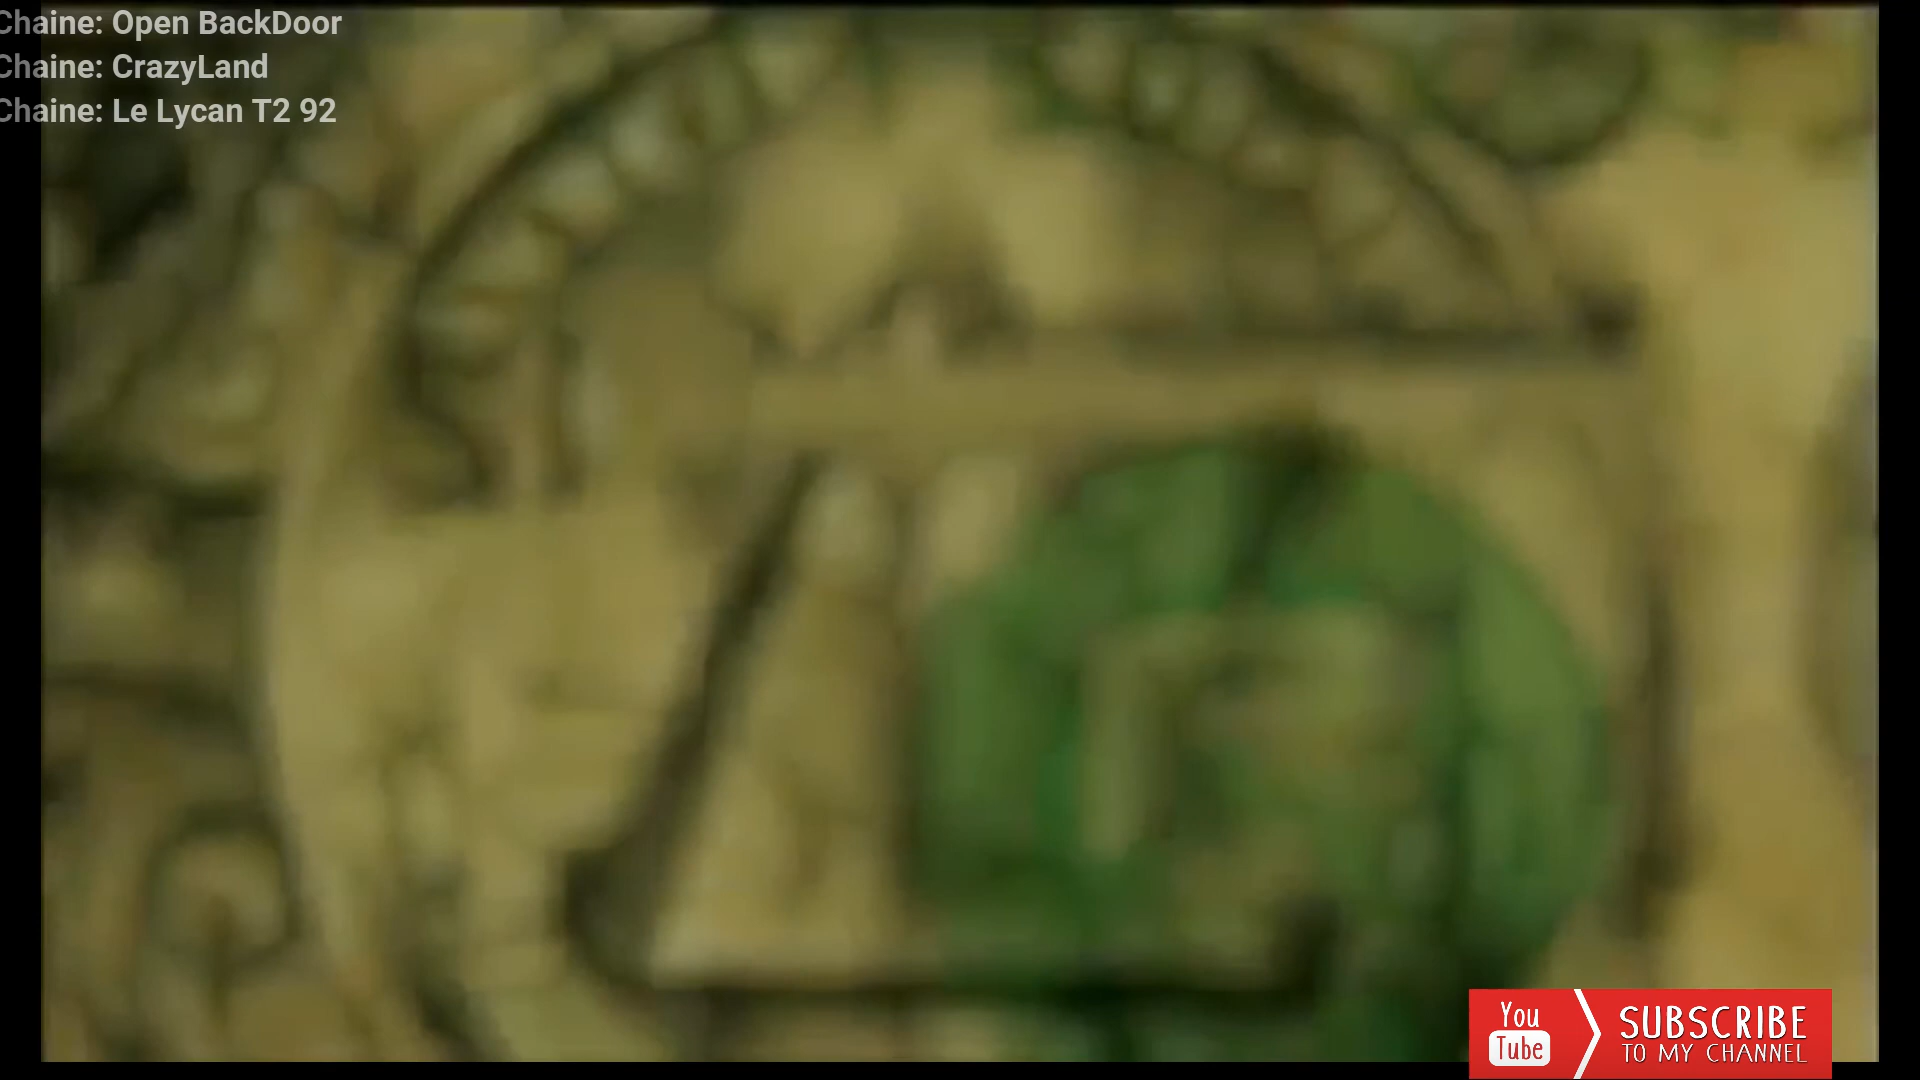 Chaine: Open BackDoor
Chaine: CrazyLand
Chaine: Le Lycan T2 92
You
Tube
SUBSCRIBE
TO MY CHANNEL